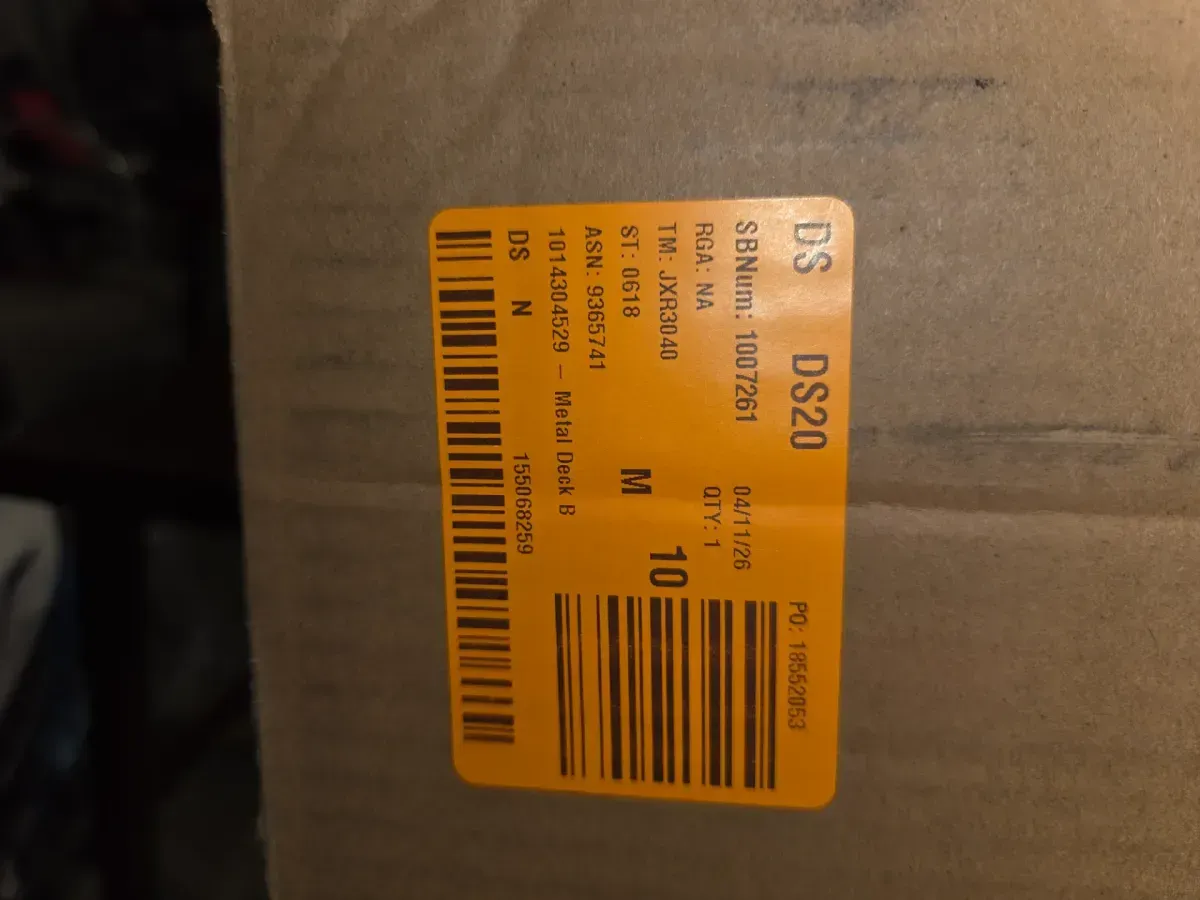 DS DS20 PO: 18552053
SBNum: 1007261 04/11/26
RGA: NA QTY: 1
TM: JXR3040 10
ST: 0618 M
ASN: 9365741
1014304529 – Metal Deck B
DS N 155068259